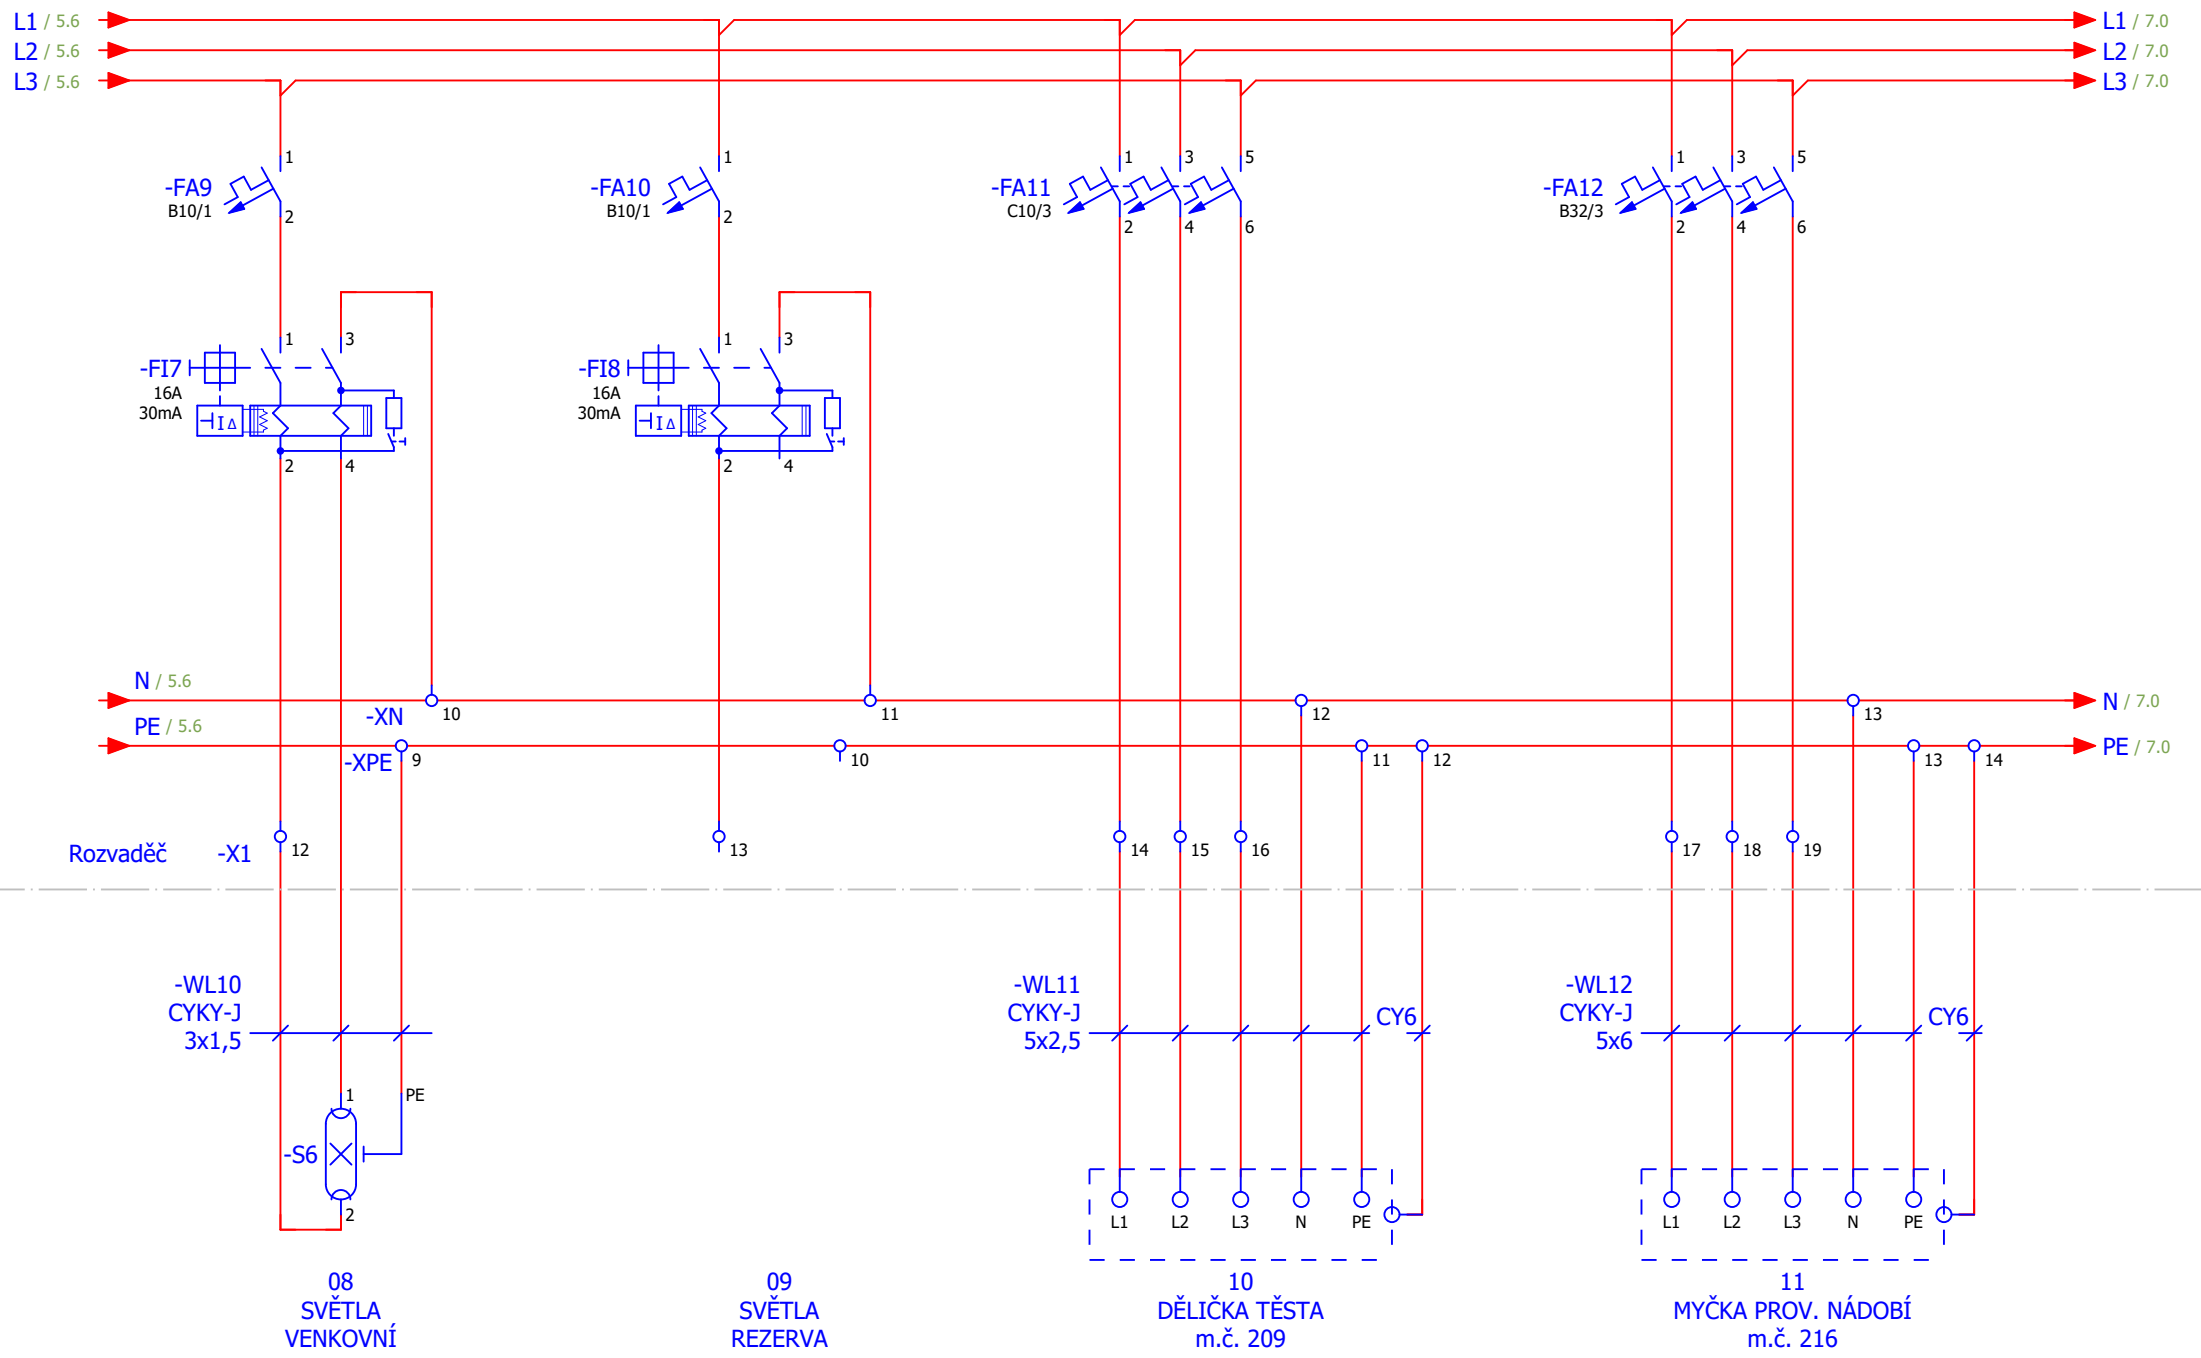 L1 / 5.6
L1 / 7.0
L2 / 5.6
L2 / 7.0
L3 / 5.6
L3 / 7.0
1
1
1
3
5
1
3
5
-FA9
B10/1
-FA10
B10/1
-FA11
C10/3
-FA12
B32/3
2
2
2
4
6
2
4
6
1
3
1
3
-FI7
16A
30mA
-FI8
16A
30mA
I Δ
I Δ
2
4
2
4
N / 5.6
N / 7.0
-XN
10
11
12
13
PE / 5.6
PE / 7.0
-XPE
9
10
11
12
13
14
Rozvaděč
-X1
12
13
14
15
16
17
18
19
-WL10
CYKY-J
3x1,5
-WL11
CYKY-J
5x2,5
CY6
-WL12
CYKY-J
5x6
CY6
1
PE
-S6
2
L1
L2
L3
N
PE
L1
L2
L3
N
PE
08
SVĚTLA
VENKOVNÍ
09
SVĚTLA
REZERVA
10
DĚLIČKA TĚSTA
m.č. 209
11
MYČKA PROV. NÁDOBÍ
m.č. 216